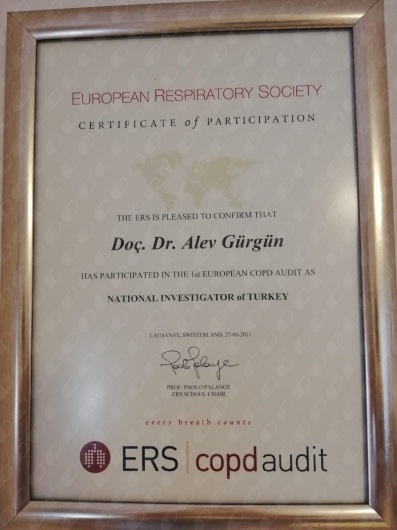 EUROPEAN RESPIRATORY SOCIETY
CERTIFICATE of PARTICIPATION
THE ERS IS PLEASED TO CONFIRM THAT
Doç. Dr. Alev Gürgün
HAS PARTICIPATED IN THE 1st EUROPEAN COPD AUDIT AS
NATIONAL INVESTIGATOR of TURKEY
LAUSANNE, SWITZERLAND, 27-06-2011
Paolo Palange
PROF. PAOLO PALANGE
ERS SCHOOL CHAIR
every breath counts
ERS copdaudit